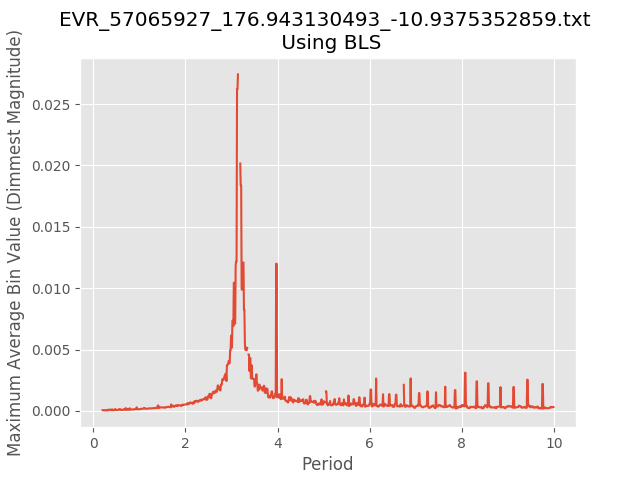 EVR_57065927_176.943130493_-10.9375352859.txt
Using BLS
Maximum Average Bin Value (Dimmest Magnitude)
0.025
0.020
0.015
0.010
0.005
0.000
0 2 4 6 8 10
Period